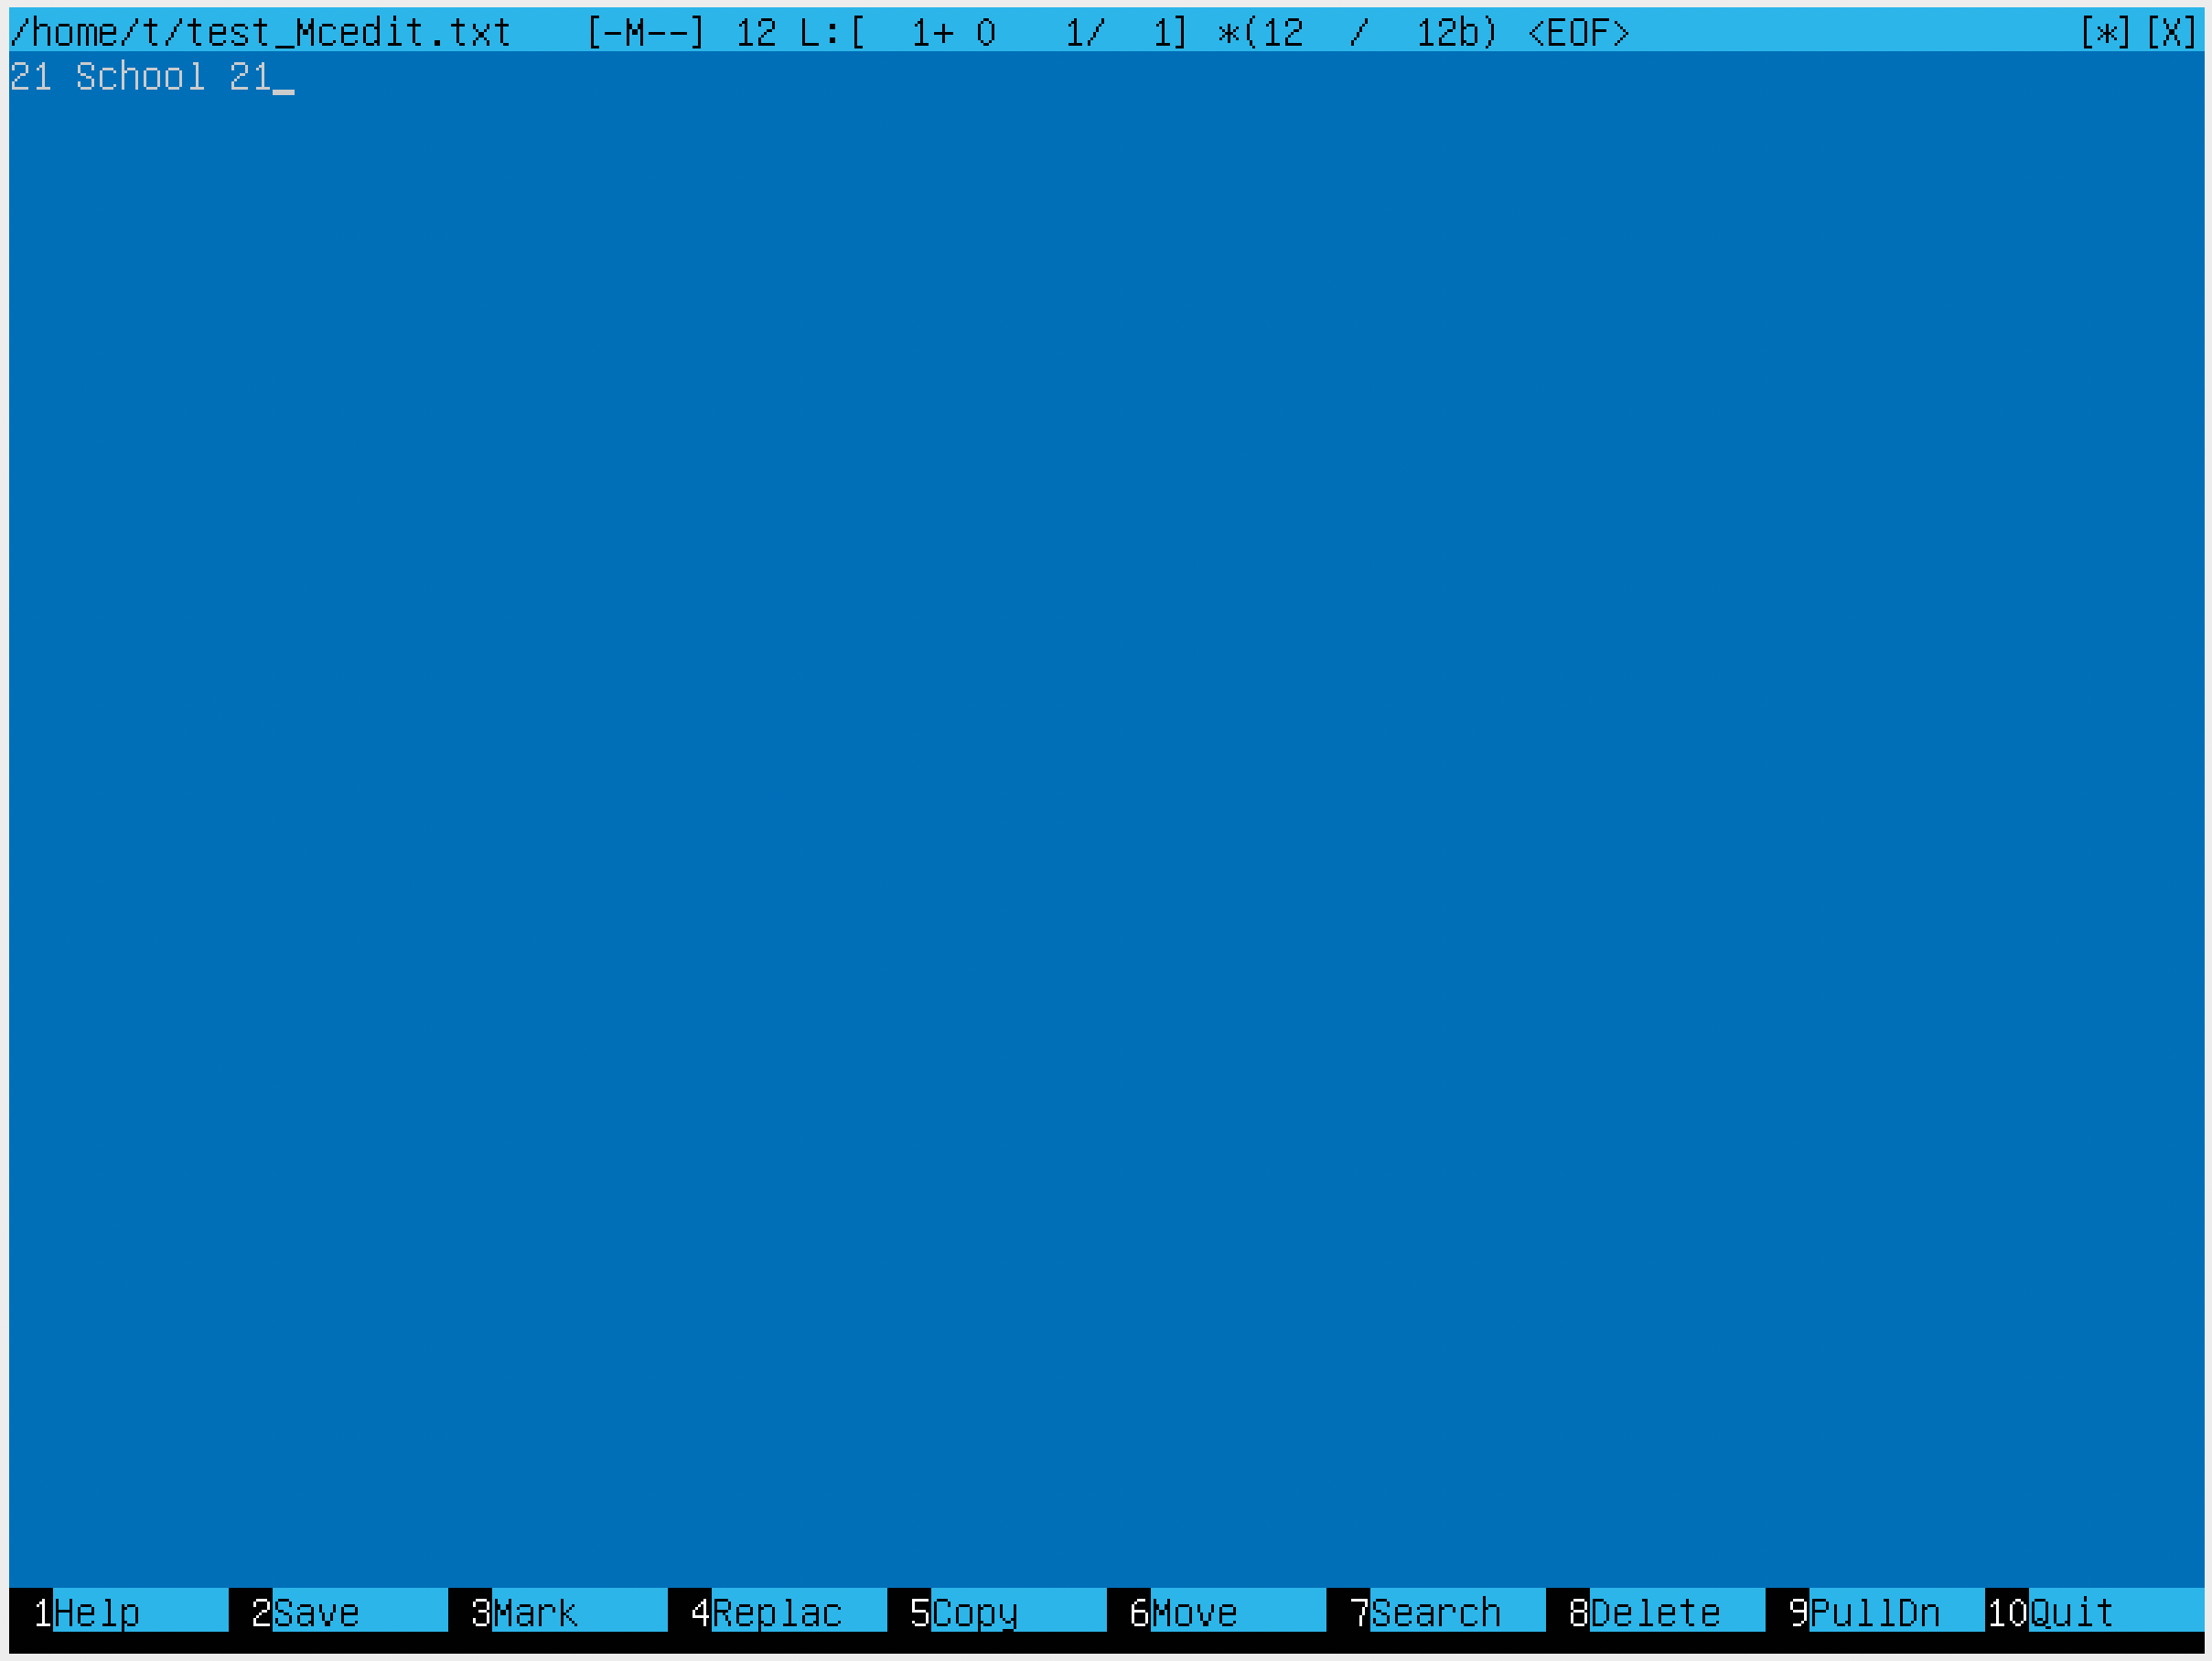 /home/t/test_Mcedit.txt   [-M--] 12 L:[  1+ 0   1/  1] *(12  /  12b) <EOF>                    [*][X]
21 School 21_
1Help 2Save 3Mark 4Replac 5Copy 6Move 7Search 8Delete 9PullDn 10Quit